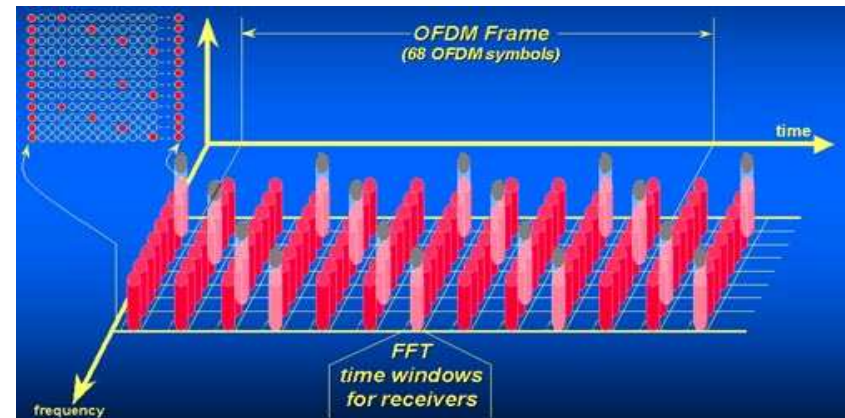 OFDM Frame
(68 OFDM symbols)
time
FFT
time windows
for receivers
frequency